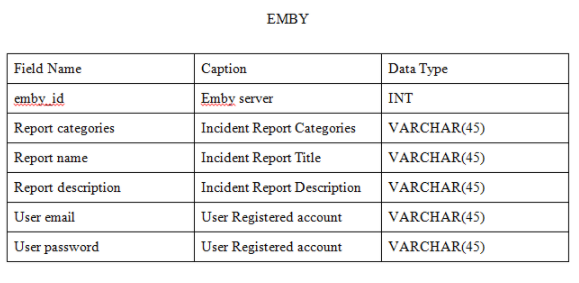 EMBY
Field Name Caption Data Type
emby_id Emby server INT
Report categories Incident Report Categories VARCHAR(45)
Report name Incident Report Title VARCHAR(45)
Report description Incident Report Description VARCHAR(45)
User email User Registered account VARCHAR(45)
User password User Registered account VARCHAR(45)